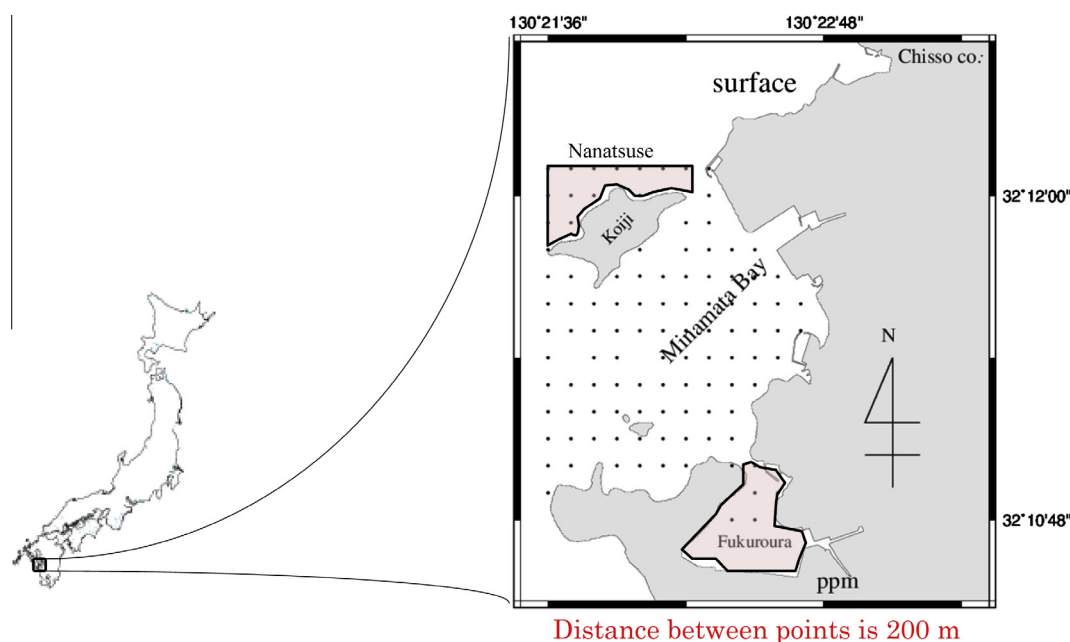 130°21'36"
130°22'48"
Chisso co.:
surface
Nanatsuse
32°12'00"
Koiji
Minamata Bay
N
32°10'48"
Fukuroura
ppm
Distance between points is 200 m